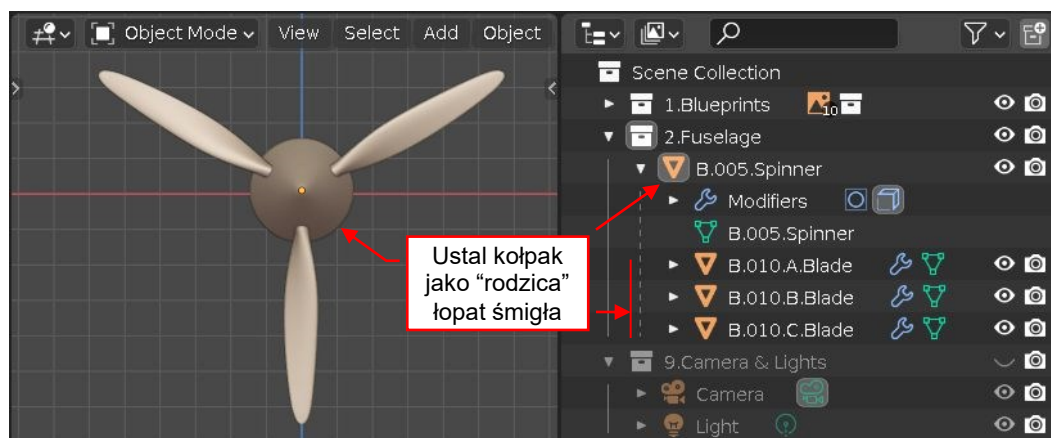 Object Mode View Select Add Object
Scene Collection
1.Blueprints 10
2.Fuselage
B.005.Spinner
Modifiers
B.005.Spinner
B.010.A.Blade
B.010.B.Blade
B.010.C.Blade
9.Camera & Lights
Camera
Light
Ustal kołpak
jako “rodzica”
łopat śmigła